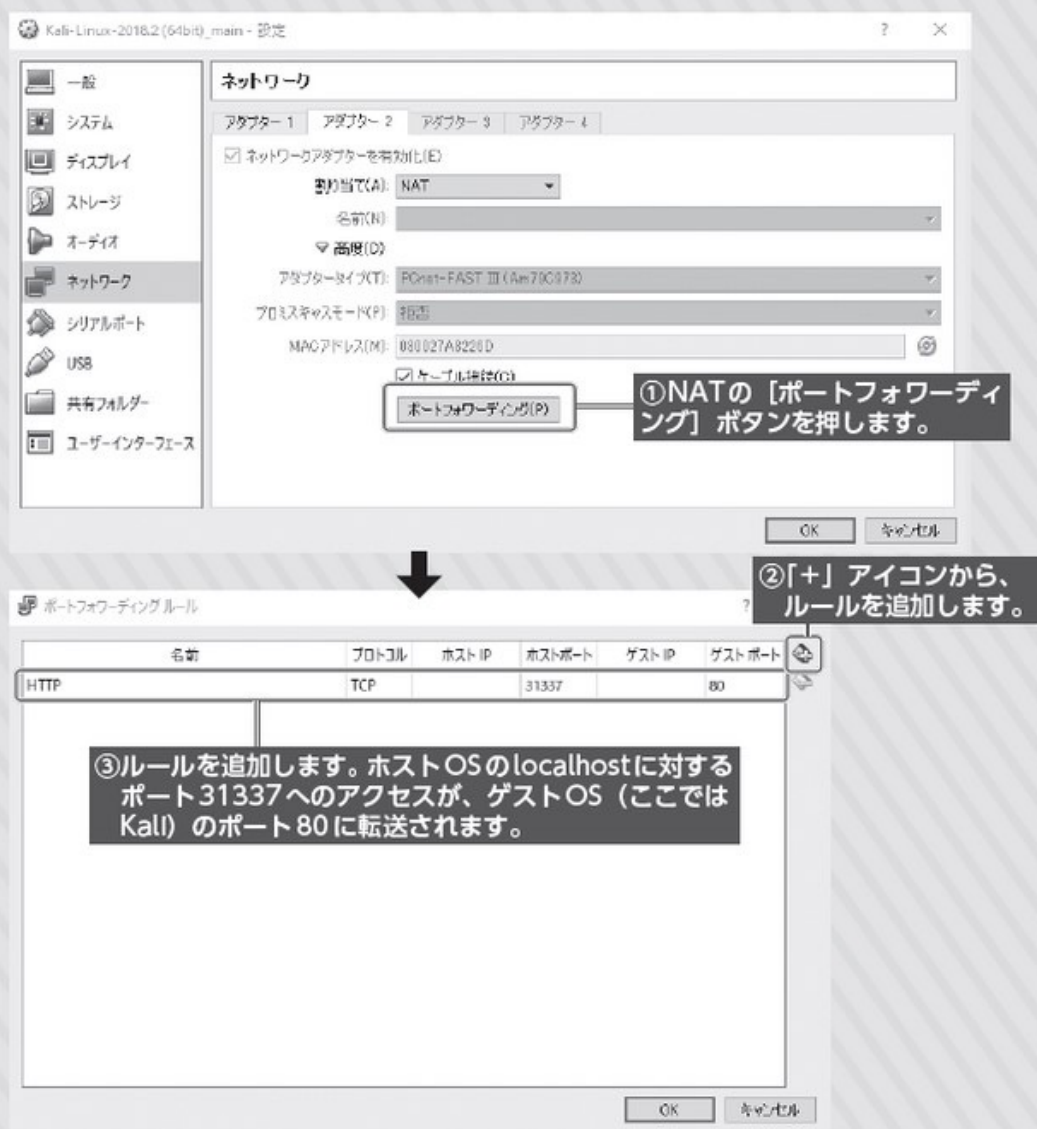 Kali-Linux-2018.2 (64bit)_main - 設定
? ×
一般
システム
ディスプレイ
ストレージ
オーディオ
ネットワーク
シリアルポート
USB
共有フォルダー
ユーザーインターフェース
ネットワーク
アダプター 1 アダプター 2 アダプター 3 アダプター 4
ネットワークアダプターを有効化(E)
割り当て(A): NAT
名前(N):
高度(D)
アダプタータイプ(T): PCnet-FAST III (Am79C973)
プロミスキャスモード(P): 拒否
MACアドレス(M):
ケーブル接続(C)
ポートフォワーディング(P)
①NATの［ポートフォワーディ
ング］ボタンを押します。
OK キャンセル
②「+」アイコンから、
ルールを追加します。
ポートフォワーディング ルール
?
名前 プロトコル ホスト IP ホストポート ゲスト IP ゲスト ポート
HTTP TCP 31337 80
③ルールを追加します。ホストOSのlocalhostに対する
ポート31337へのアクセスが、ゲストOS（ここでは
Kali）のポート80に転送されます。
OK キャンセル